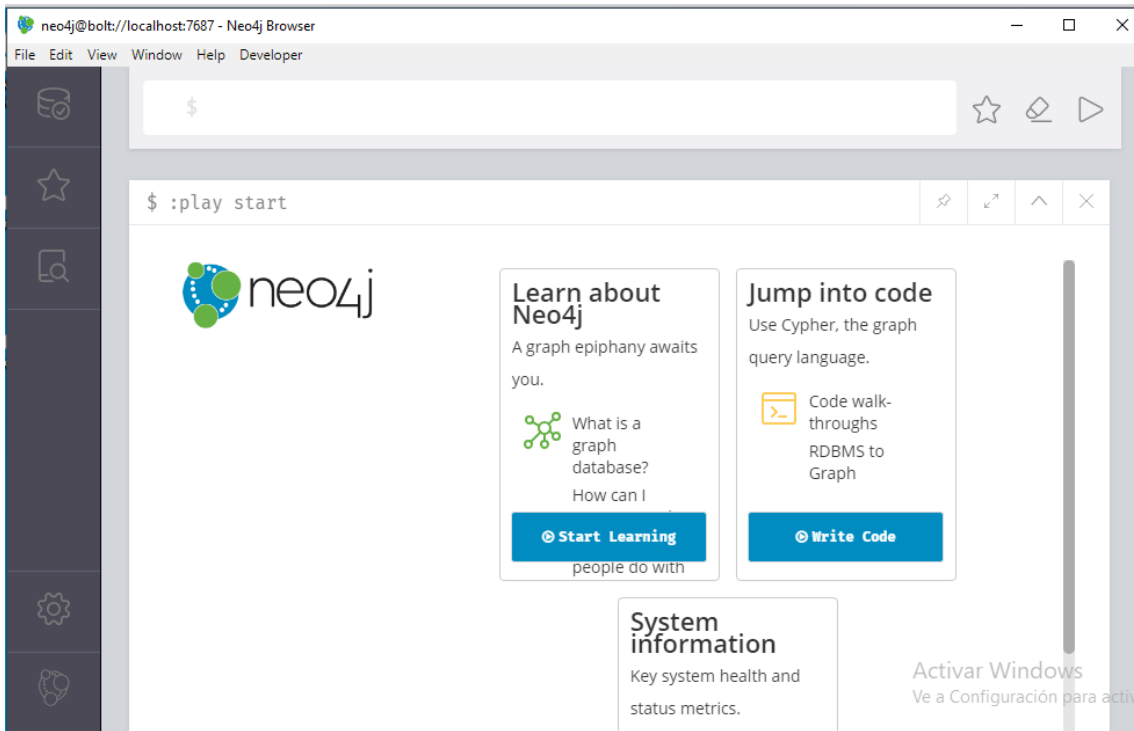 neo4j@bolt://localhost:7687 - Neo4j Browser
File Edit View Window Help Developer
$
$ :play start
neo4j
Learn about
Neo4j
A graph epiphany awaits
you.
What is a
graph
database?
How can I
people do with
Start Learning
Jump into code
Use Cypher, the graph
query language.
Code walk-
throughs
RDBMS to
Graph
Write Code
System
information
Key system health and
status metrics.
Activar Windows
Ve a Configuración para activ